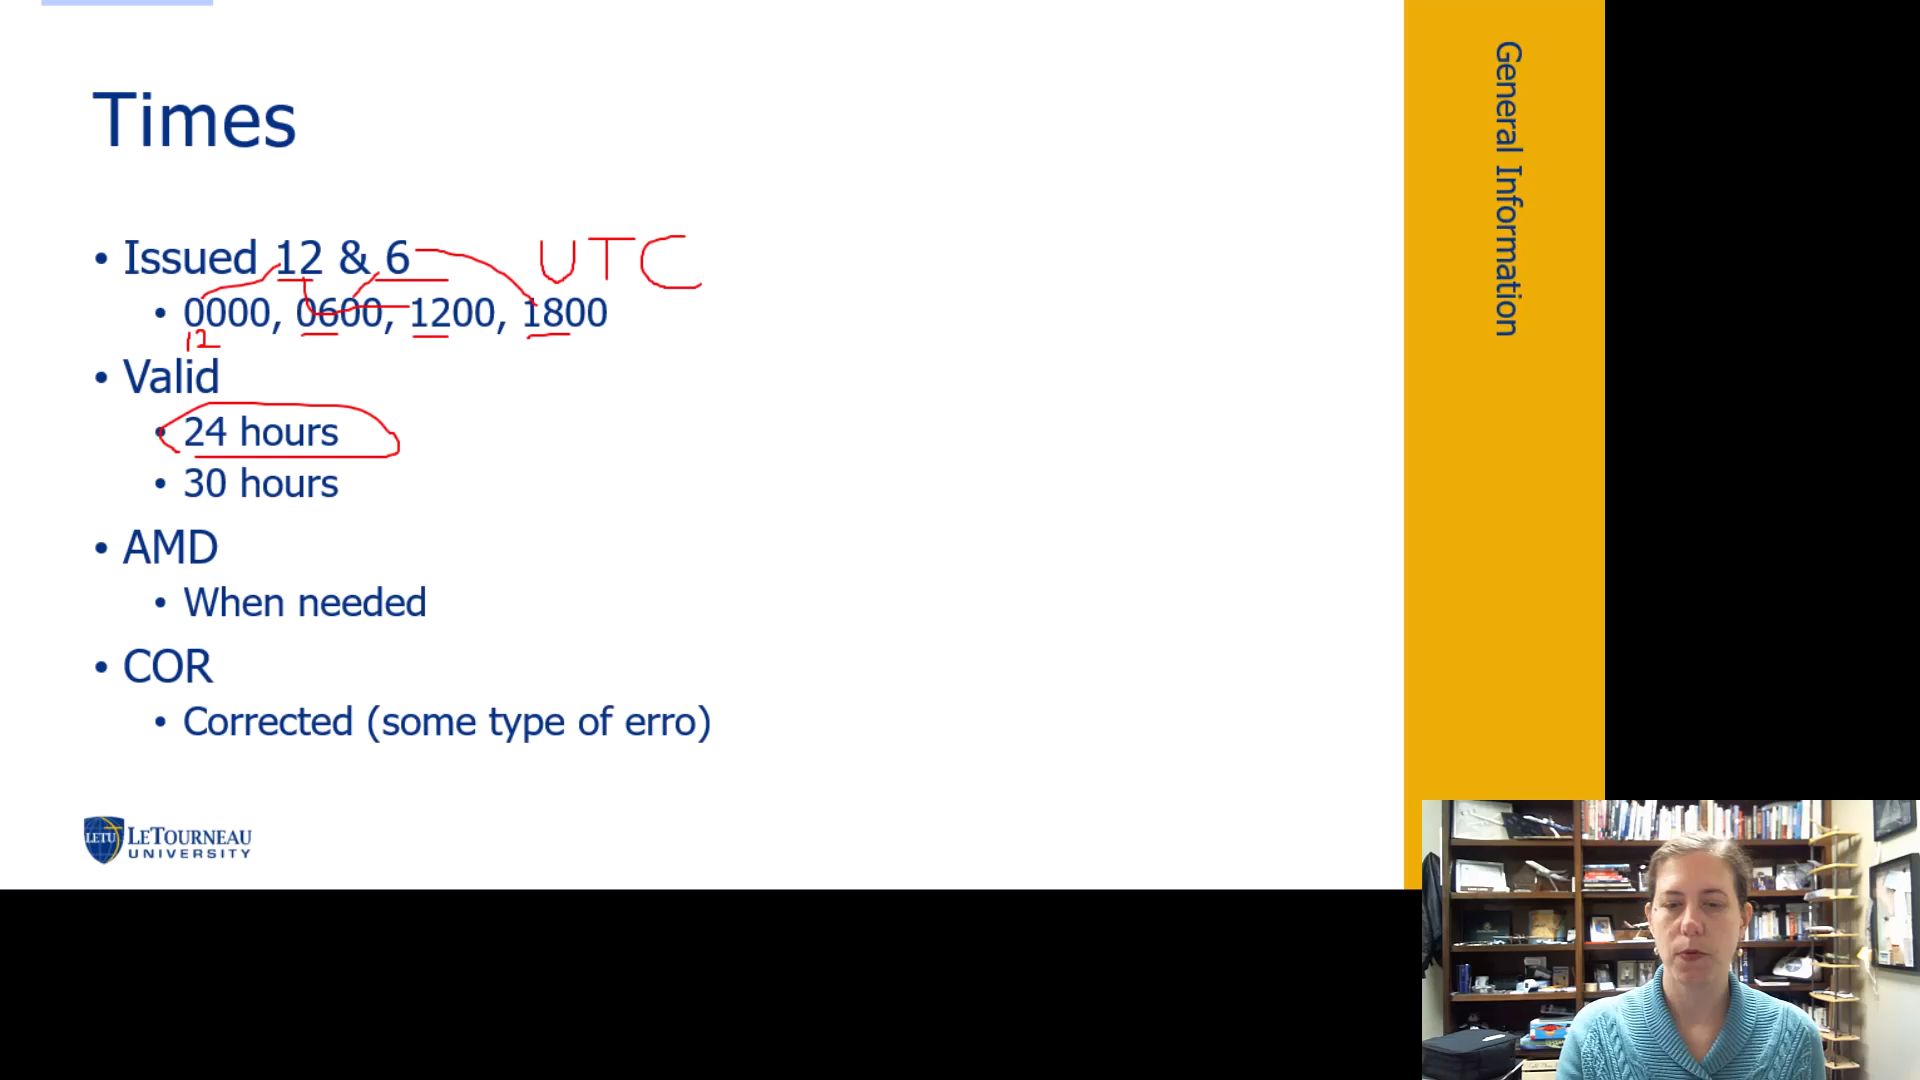 Times
• Issued 12 & 6 UTC
• 0000, 0600, 1200, 1800
12
• Valid
• 24 hours
• 30 hours
• AMD
• When needed
• COR
• Corrected (some type of erro)
LETU LETOURNEAU
UNIVERSITY
General Information